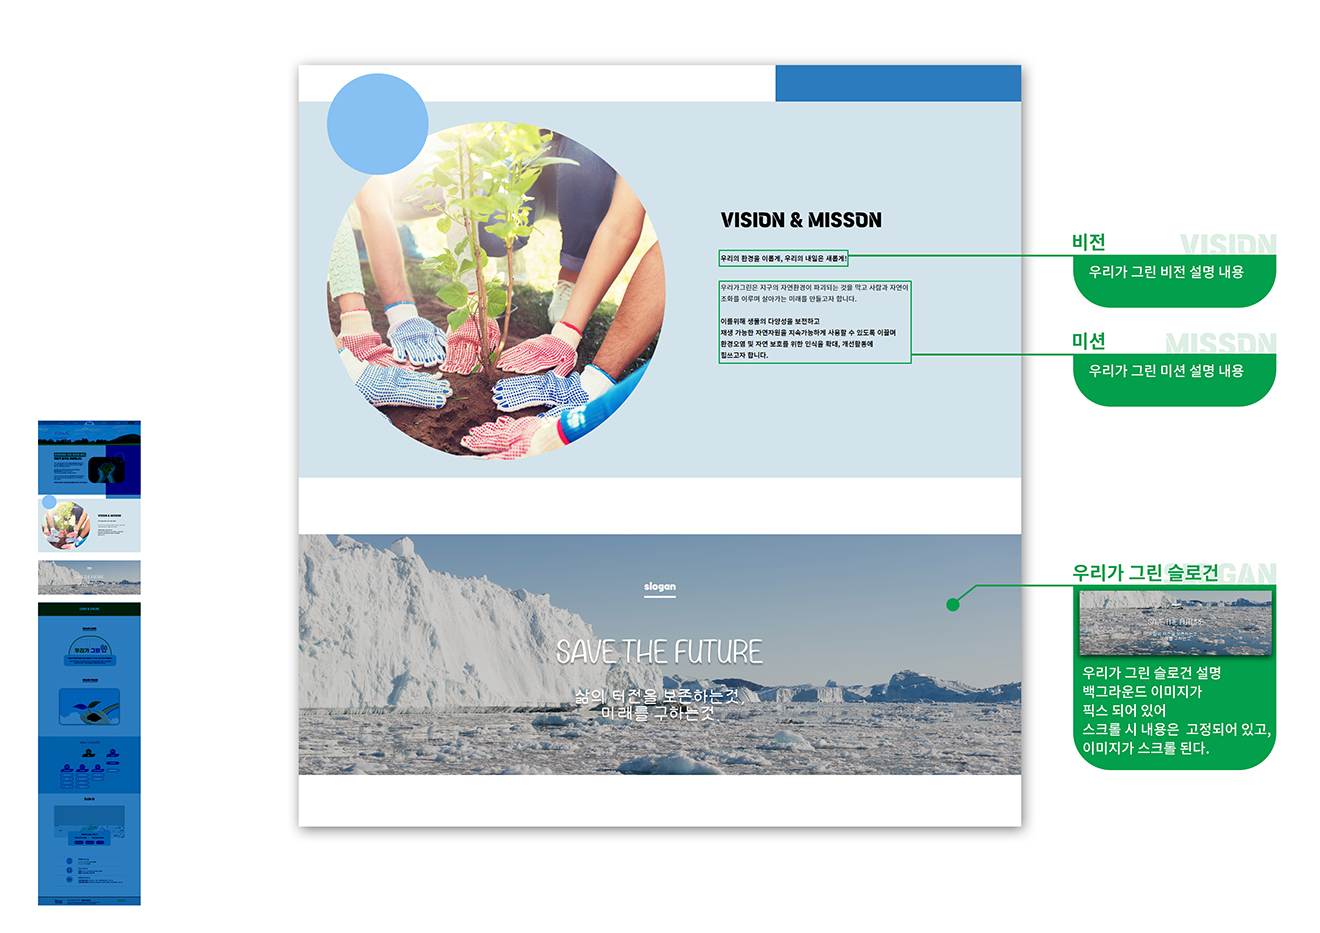 VISION & MISSON
우리의 환경을 이롭게, 우리의 내일은 새롭게!
우리가그린은 지구의 자연환경이 파괴되는 것을 막고 사람과 자연이
조화를 이루며 살아가는 미래를 만들고자 합니다.
이를위해 생물의 다양성을 보전하고
재생 가능한 자연자원을 지속가능하게 사용할 수 있도록 이끌며
환경오염 및 자연 보호를 위한 인식을 확대, 개선활동에
힘쓰고자 합니다.
비전
VISION
우리가 그린 비전 설명 내용
미션
MISSON
우리가 그린 미션 설명 내용
slogan
SAVE THE FUTURE
삶의 터전을 보존하는것,
미래를 구하는것
우리가 그린 슬로건
SAVE THE FUTURE
우리가 그린 슬로건 설명
백그라운드 이미지가
픽스 되어 있어
스크롤 시 내용은 고정되어 있고,
이미지가 스크롤 된다.
VISION & MISSON
우리가 그린